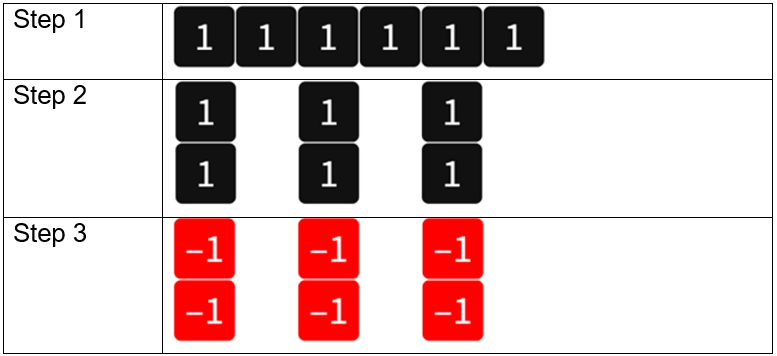 Step 1 1 1 1 1 1 1
Step 2 1 1 1
1 1 1
Step 3 –1 –1 –1
–1 –1 –1